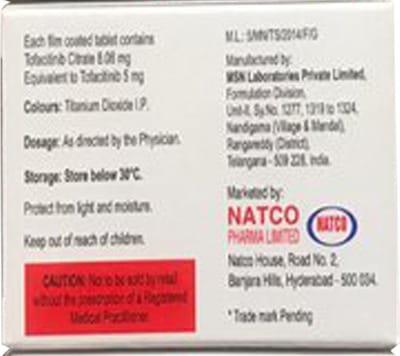 Each film coated tablet contains
Tofacitinib Citrate 8.08 mg
Equivalent to Tofacitinib 5 mg
Colours: Titanium Dioxide I.P.
Dosage: As directed by the Physician.
Storage: Store below 30°C.
Protect from light and moisture.
Keep out of reach of children.
CAUTION: Not to be sold by retail
without the prescription of a Registered
Medical Practitioner.
M.L.: 5/MN/TS/2014/F/G
Manufactured by:
MSN Laboratories Private Limited,
Formulation Division,
Unit-II, Sy.No. 1277, 1319 to 1324,
Nandigama (Village & Mandal),
Rangareddy (District),
Telangana - 509 228, India.
Marketed by:
NATCO
PHARMA LIMITED
NATCO
Natco House, Road No. 2,
Banjara Hills, Hyderabad - 500 034.
* Trade mark Pending